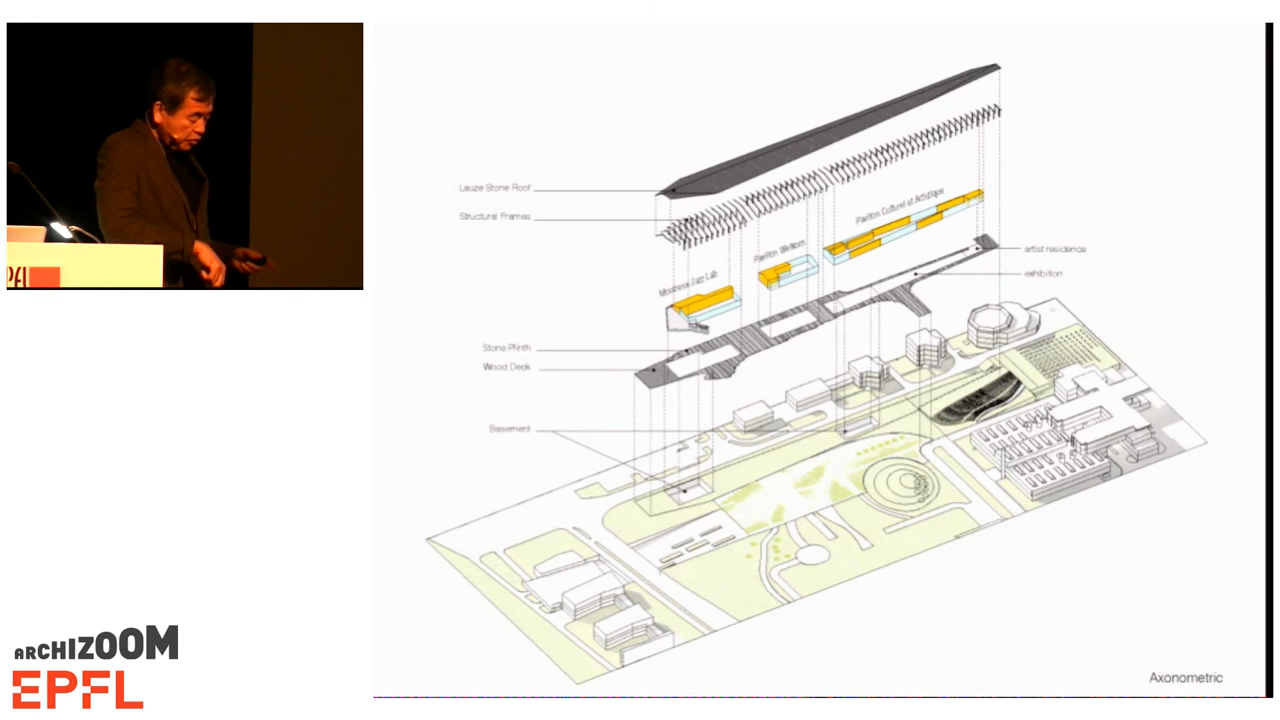 Lauze Stone Roof
Structural Frames
Pavilion Culturel et Artistique
Pavilion Welkom
Montreux Jazz Lab
artist residence
exhibition
Stone Plinth
Wood Deck
Basement
Axonometric
ARCHIZOOM
EPFL